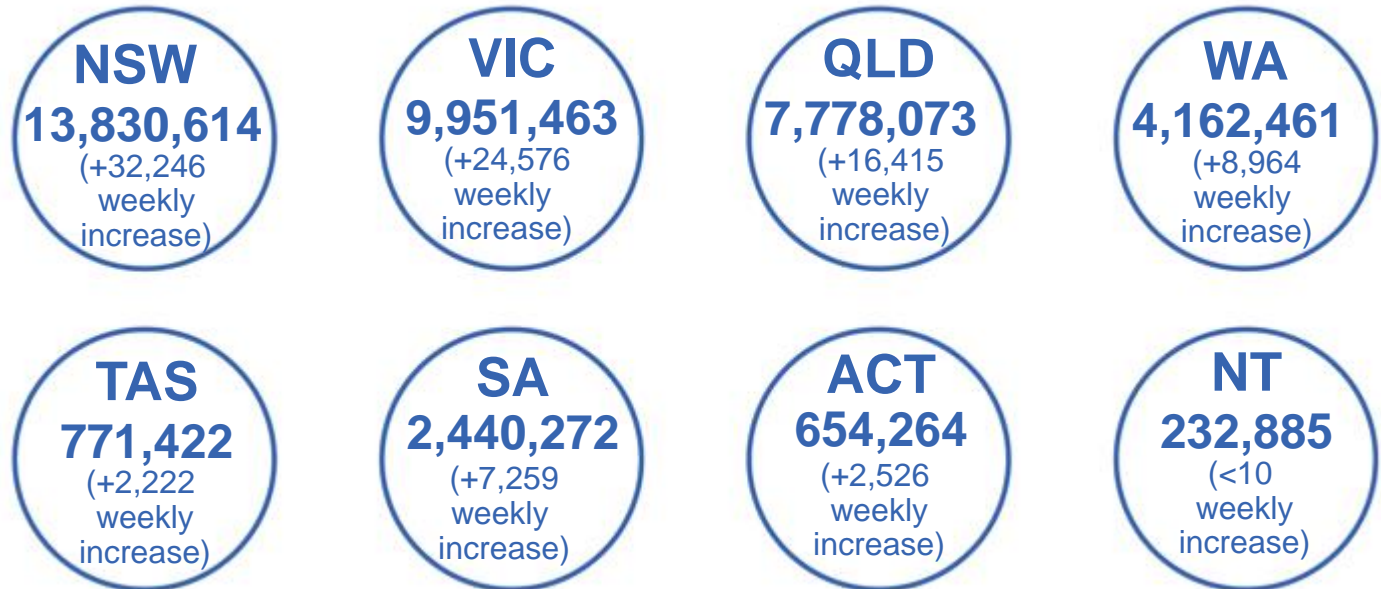 NSW
13,830,614
(+32,246
weekly
increase)
VIC
9,951,463
(+24,576
weekly
increase)
QLD
7,778,073
(+16,415
weekly
increase)
WA
4,162,461
(+8,964
weekly
increase)
TAS
771,422
(+2,222
weekly
increase)
SA
2,440,272
(+7,259
weekly
increase)
ACT
654,264
(+2,526
weekly
increase)
NT
232,885
(<10
weekly
increase)